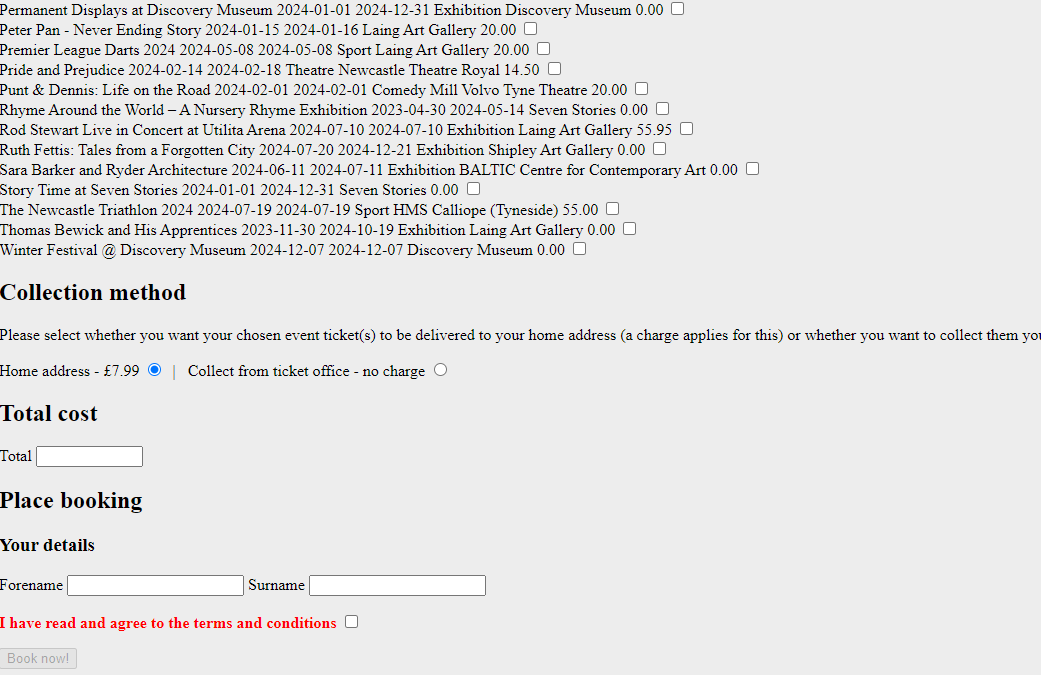 Permanent Displays at Discovery Museum 2024-01-01 2024-12-31 Exhibition Discovery Museum 0.00
Peter Pan - Never Ending Story 2024-01-15 2024-01-16 Laing Art Gallery 20.00
Premier League Darts 2024 2024-05-08 2024-05-08 Sport Laing Art Gallery 20.00
Pride and Prejudice 2024-02-14 2024-02-18 Theatre Newcastle Theatre Royal 14.50
Punt & Dennis: Life on the Road 2024-02-01 2024-02-01 Comedy Mill Volvo Tyne Theatre 20.00
Rhyme Around the World – A Nursery Rhyme Exhibition 2023-04-30 2024-05-14 Seven Stories 0.00
Rod Stewart Live in Concert at Utilita Arena 2024-07-10 2024-07-10 Exhibition Laing Art Gallery 55.95
Ruth Fettis: Tales from a Forgotten City 2024-07-20 2024-12-21 Exhibition Shipley Art Gallery 0.00
Sara Barker and Ryder Architecture 2024-06-11 2024-07-11 Exhibition BALTIC Centre for Contemporary Art 0.00
Story Time at Seven Stories 2024-01-01 2024-12-31 Seven Stories 0.00
The Newcastle Triathlon 2024 2024-07-19 2024-07-19 Sport HMS Calliope (Tyneside) 55.00
Thomas Bewick and His Apprentices 2023-11-30 2024-10-19 Exhibition Laing Art Gallery 0.00
Winter Festival @ Discovery Museum 2024-12-07 2024-12-07 Discovery Museum 0.00
Collection method
Please select whether you want your chosen event ticket(s) to be delivered to your home address (a charge applies for this) or whether you want to collect them you
Home address - £7.99 | Collect from ticket office - no charge
Total cost
Total
Place booking
Your details
Forename Surname
I have read and agree to the terms and conditions
Book now!